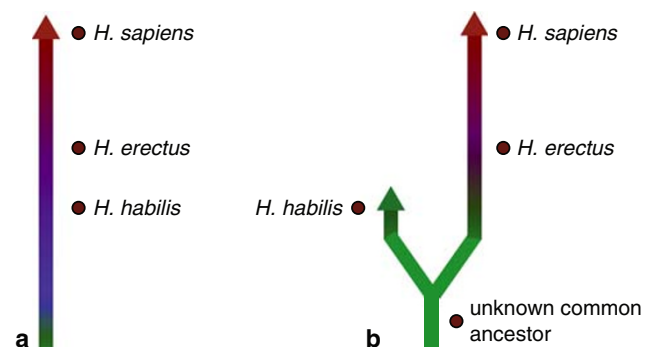 H. sapiens
H. erectus
H. habilis
a
H. sapiens
H. erectus
H. habilis
unknown common
ancestor
b